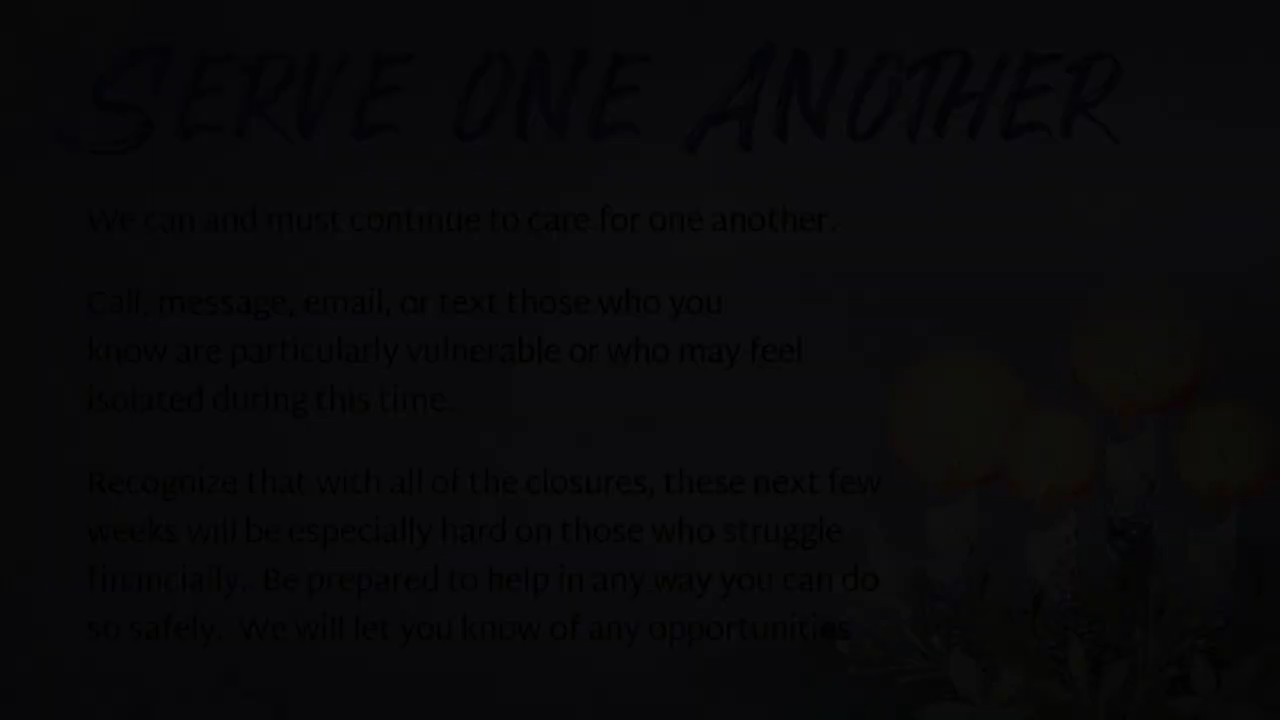 SERVE ONE ANOTHER
We can and must continue to care for one another.
Call, message, email, or text those who you
know are particularly vulnerable or who may feel
isolated during this time.
Recognize that with all of the closures, these next few
weeks will be especially hard on those who struggle
financially.  Be prepared to help in any way you can do
so safely.  We will let you know of any opportunities